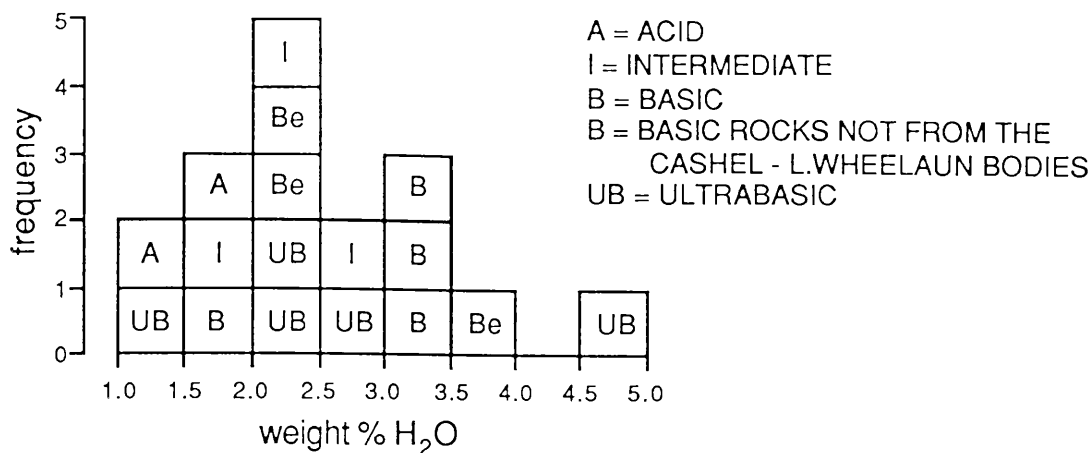 5
4
3
2
1
0
frequency
I
Be
A Be B
A I UB I B
UB B UB UB B Be UB
1.0 1.5 2.0 2.5 3.0 3.5 4.0 4.5 5.0
weight % H₂O
A = ACID
I = INTERMEDIATE
B = BASIC
B = BASIC ROCKS NOT FROM THE
CASHEL - L.WHEELAUN BODIES
UB = ULTRABASIC